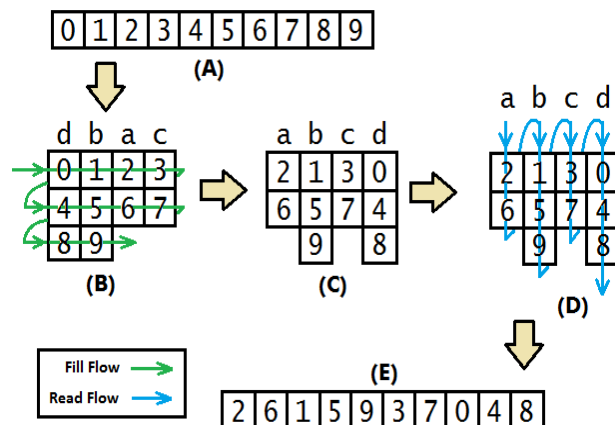 0 1 2 3 4 5 6 7 8 9
(A)
d b a c
0 1 2 3
4 5 6 7
8 9
(B)
a b c d
2 1 3 0
6 5 7 4
9 8
(C)
a b c d
2 1 3 0
6 5 7 4
9 8
(D)
Fill Flow
Read Flow
(E)
2 6 1 5 9 3 7 0 4 8